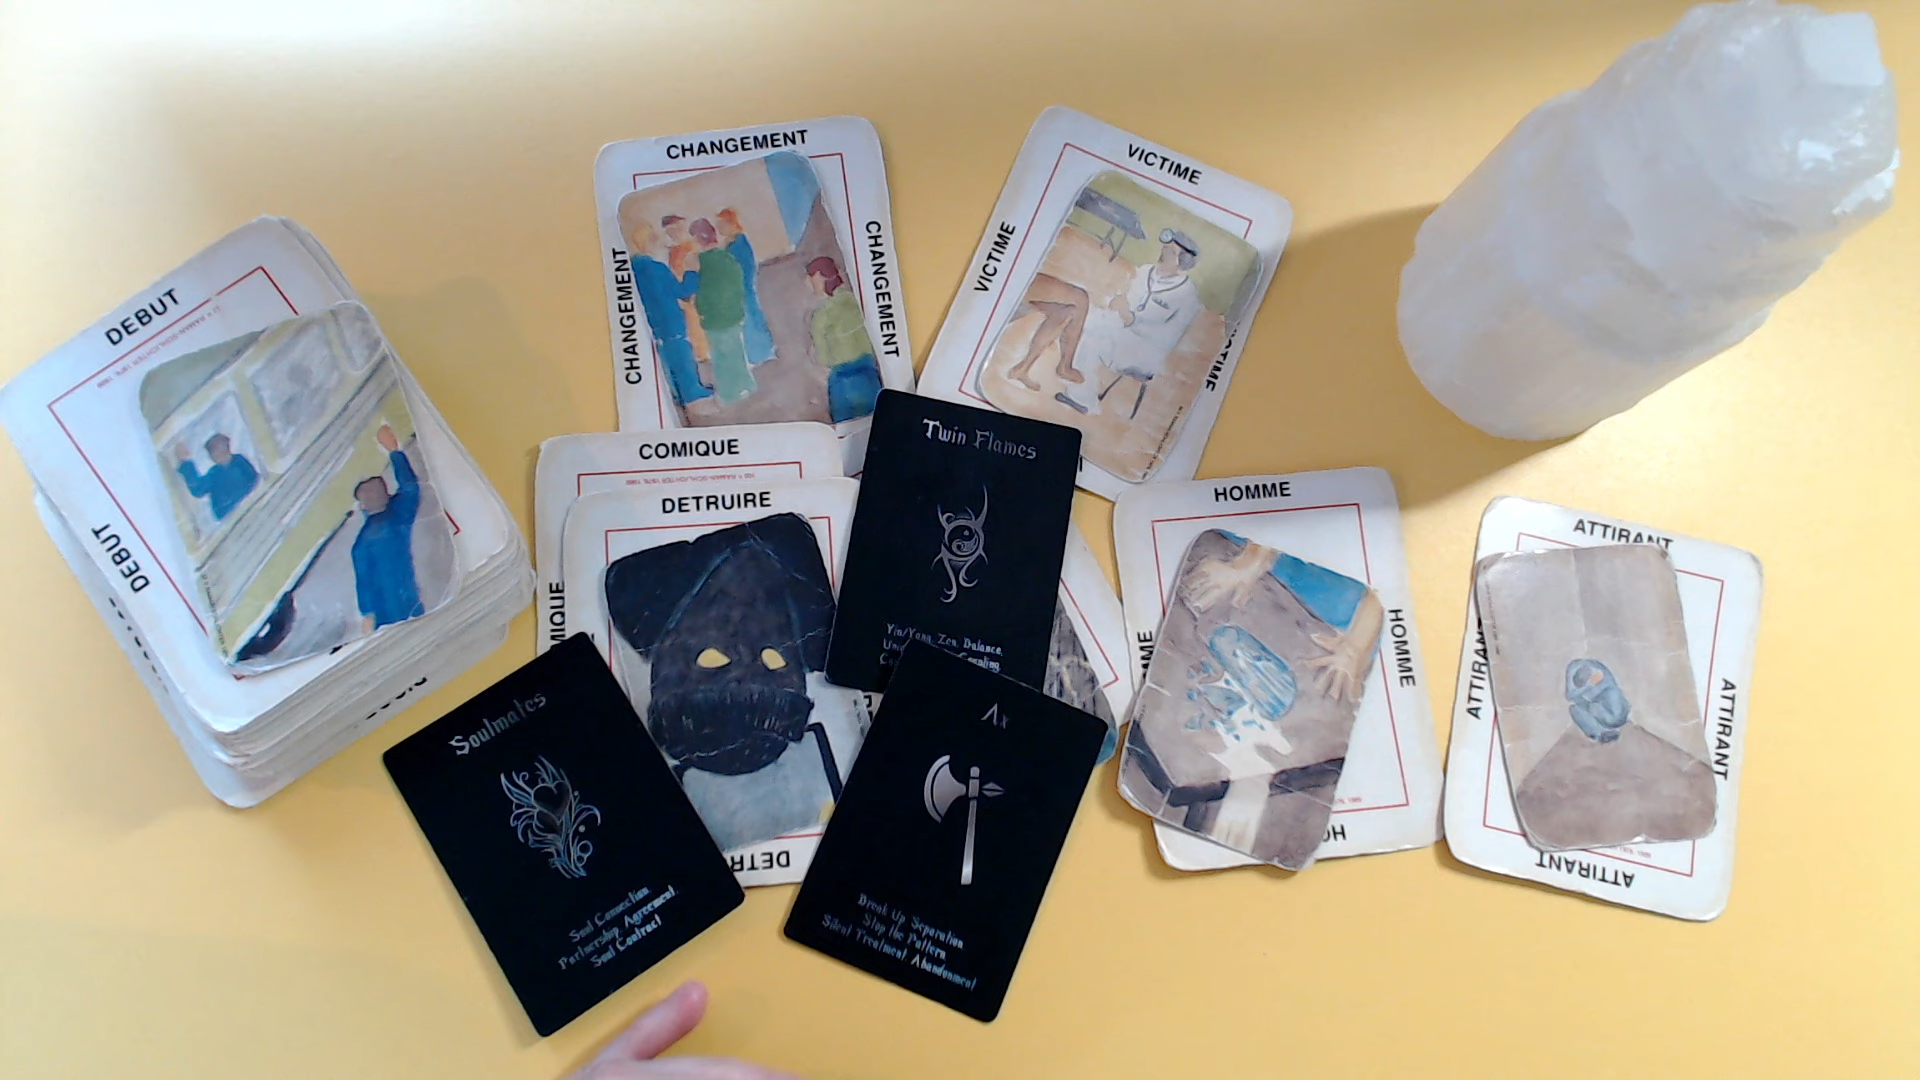 CHANGEMENT
CHANGEMENT
CHANGEMENT
VICTIME
VICTIME
DEBUT
DEBUT
COMIQUE
DETRUIRE
Twin Flames
Yin/Yang, Zen, Balance,
HOMME
HOMME
ATTIRANT
ATTIRANT
ATTIRANT
Soulmates
Soul Connection,
Partnership, Agreement,
Soul Contract
Ax
Break Up, Separation
Stop the Pattern,
Silent Treatment, Abandonment